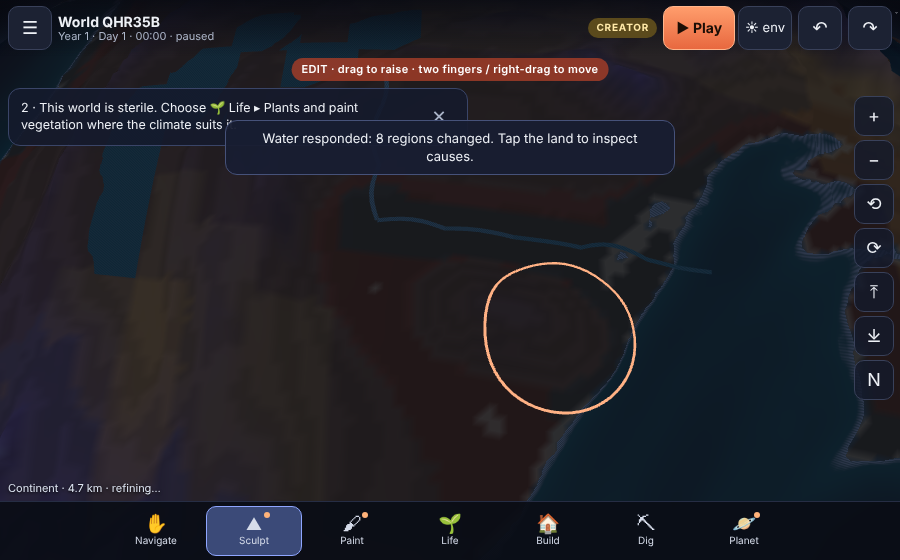 World QHR35B
Year 1 · Day 1 · 00:00 · paused
CREATOR
▶ Play
☀ env
EDIT · drag to raise · two fingers / right-drag to move
2 · This world is sterile. Choose 🌱 Life ▸ Plants and paint
vegetation where the climate suits
Water responded: 8 regions changed. Tap the land to inspect
causes.
N
Continent · 4.7 km · refining…
Navigate
Sculpt
Paint
Life
Build
Dig
Planet